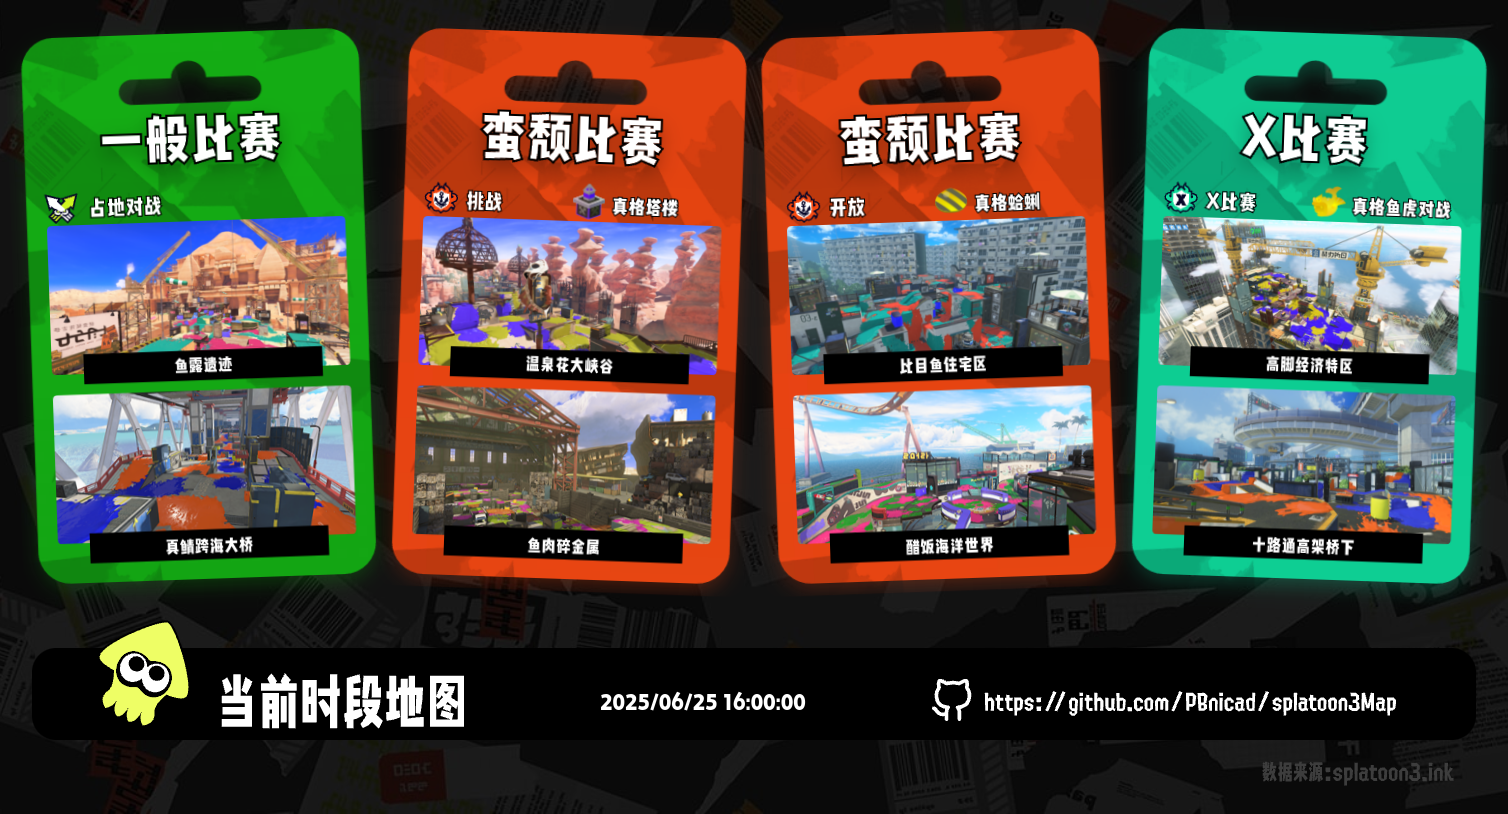 一般比赛
占地对战
鱼露遗迹
真鲭跨海大桥
蛮颓比赛
挑战
真格塔楼
温泉花大峡谷
鱼肉碎金属
蛮颓比赛
开放
真格蛤蜊
比目鱼住宅区
醋饭海洋世界
X比赛
X比赛
真格鱼虎对战
高脚经济特区
十路通高架桥下
当前时段地图
2025/06/25 16:00:00
https://github.com/PBnicad/splatoon3Map
数据来源:splatoon3.ink